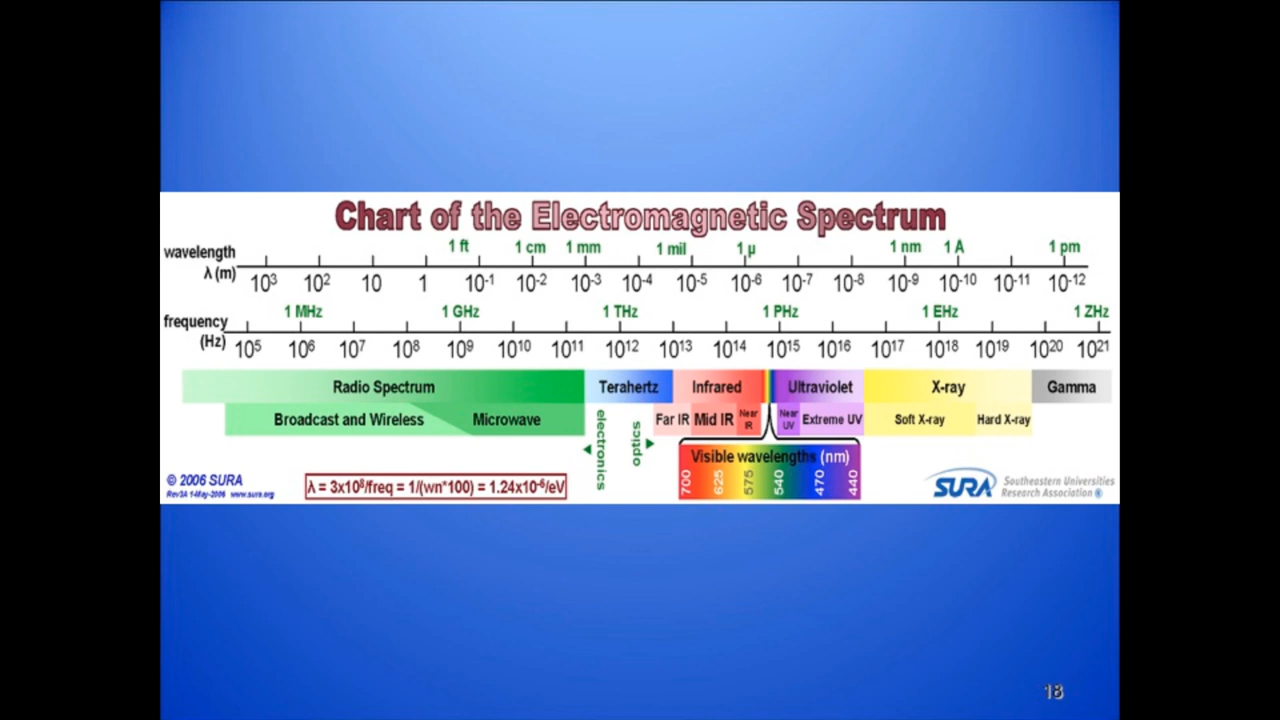 Chart of the Electromagnetic Spectrum
1 ft 1 cm 1 mm 1 mil 1 µ 1 nm 1 A 1 pm
wavelength
λ (m)
10³ 10² 10 1 10⁻¹ 10⁻² 10⁻³ 10⁻⁴ 10⁻⁵ 10⁻⁶ 10⁻⁷ 10⁻⁸ 10⁻⁹ 10⁻¹⁰ 10⁻¹¹ 10⁻¹²
1 MHz 1 GHz 1 THz 1 PHz 1 EHz 1 ZHz
frequency
(Hz)
10⁵ 10⁶ 10⁷ 10⁸ 10⁹ 10¹⁰ 10¹¹ 10¹² 10¹³ 10¹⁴ 10¹⁵ 10¹⁶ 10¹⁷ 10¹⁸ 10¹⁹ 10²⁰ 10²¹
Radio Spectrum Terahertz Infrared Ultraviolet X-ray Gamma
Broadcast and Wireless Microwave
electronics
optics
Far IR Mid IR Near IR Near UV Extreme UV Soft X-ray Hard X-ray
Visible wavelengths (nm)
700 625 575 540 470 440
© 2006 SURA
Rev2A 14May-2006 www.sura.org
λ = 3x10⁸/freq = 1/(wn*100) = 1.24x10⁻⁶/eV
SURA
Southeastern Universities
Research Association ®
18